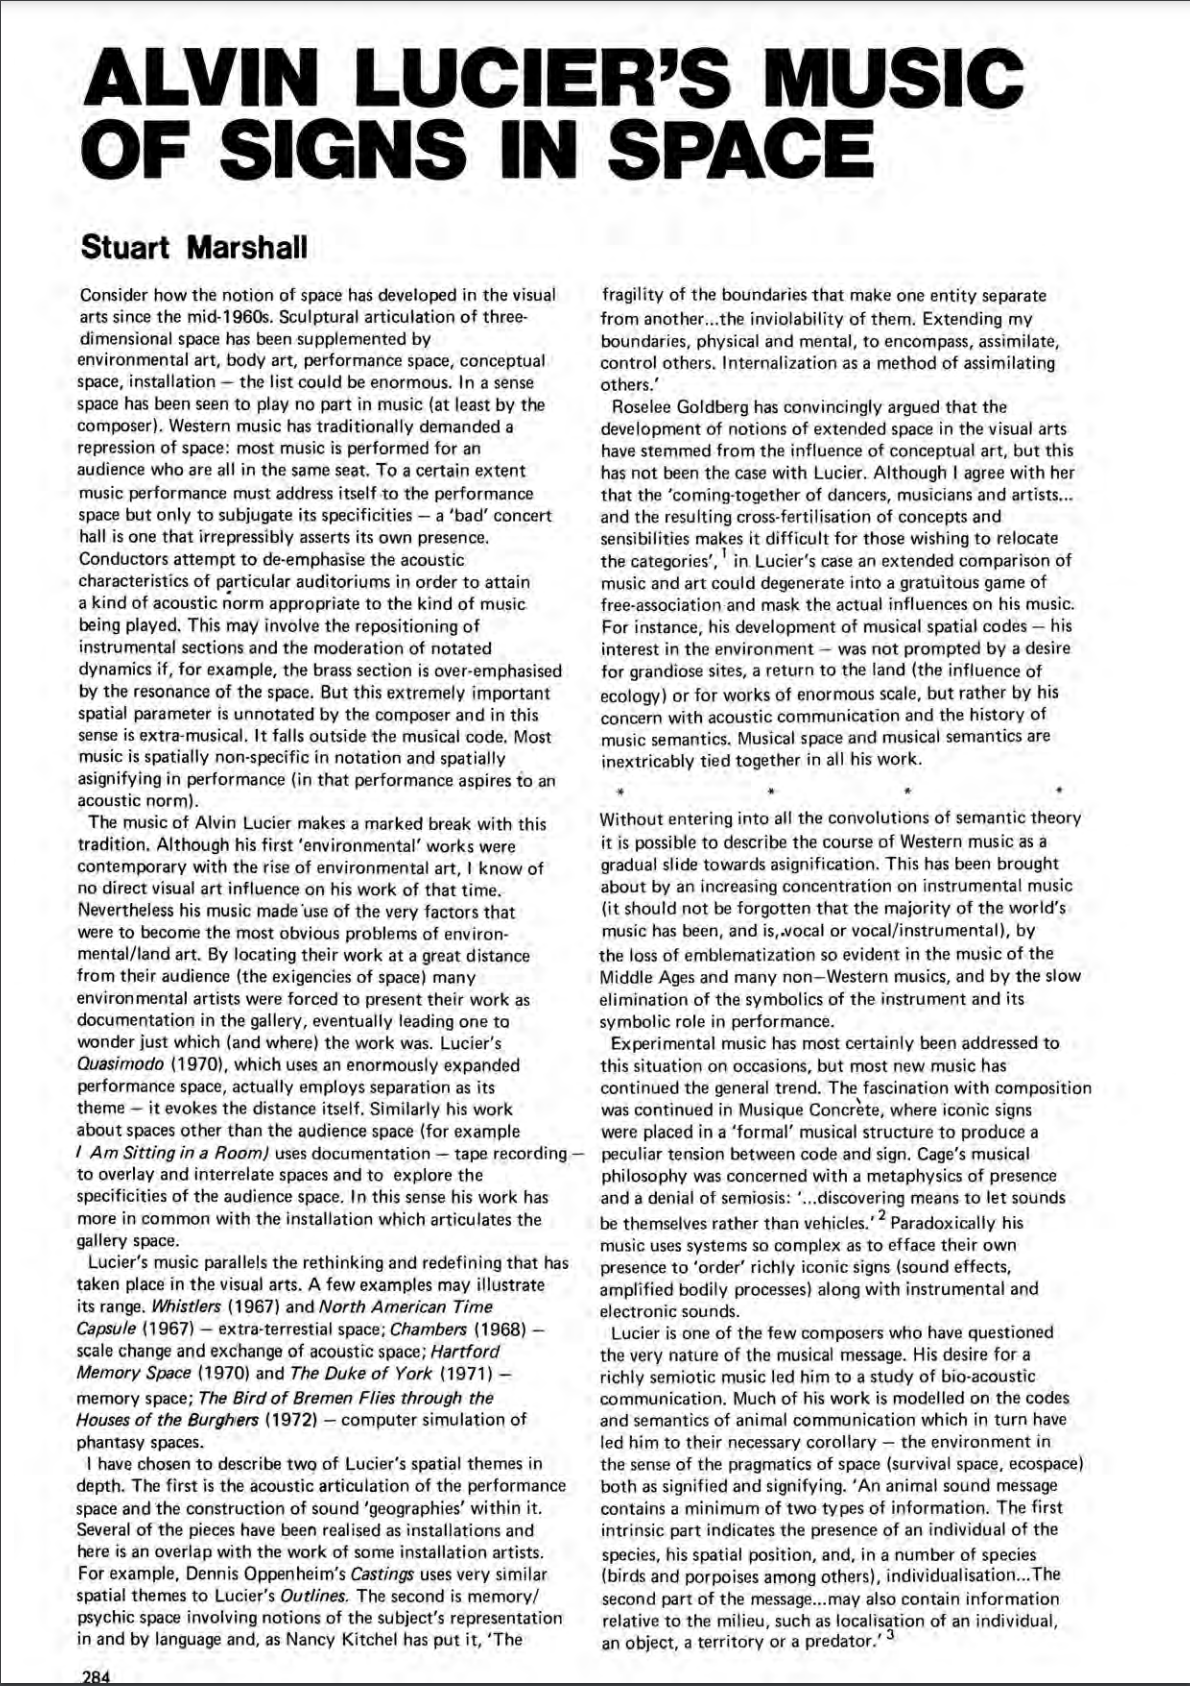 ALVIN LUCIER'S MUSIC
OF SIGNS IN SPACE
Stuart Marshall
Consider how the notion of space has developed in the visual
arts since the mid-1960s. Sculptural articulation of three-
dimensional space has been supplemented by
environmental art, body art, performance space, conceptual
space, installation — the list could be enormous. In a sense
space has been seen to play no part in music (at least by the
composer). Western music has traditionally demanded a
repression of space: most music is performed for an
audience who are all in the same seat. To a certain extent
music performance must address itself to the performance
space but only to subjugate its specificities — a 'bad' concert
hall is one that irrepressibly asserts its own presence.
Conductors attempt to de-emphasise the acoustic
characteristics of particular auditoriums in order to attain
a kind of acoustic norm appropriate to the kind of music
being played. This may involve the repositioning of
instrumental sections and the moderation of notated
dynamics if, for example, the brass section is over-emphasised
by the resonance of the space. But this extremely important
spatial parameter is unnotated by the composer and in this
sense is extra-musical. It falls outside the musical code. Most
music is spatially non-specific in notation and spatially
asignifying in performance (in that performance aspires to an
acoustic norm).
The music of Alvin Lucier makes a marked break with this
tradition. Although his first 'environmental' works were
contemporary with the rise of environmental art, I know of
no direct visual art influence on his work of that time.
Nevertheless his music made use of the very factors that
were to become the most obvious problems of environ-
mental/land art. By locating their work at a great distance
from their audience (the exigencies of space) many
environmental artists were forced to present their work as
documentation in the gallery, eventually leading one to
wonder just which (and where) the work was. Lucier's
Quasimodo (1970), which uses an enormously expanded
performance space, actually employs separation as its
theme — it evokes the distance itself. Similarly his work
about spaces other than the audience space (for example
I Am Sitting in a Room) uses documentation — tape recording —
to overlay and interrelate spaces and to explore the
specificities of the audience space. In this sense his work has
more in common with the installation which articulates the
gallery space.
Lucier's music parallels the rethinking and redefining that has
taken place in the visual arts. A few examples may illustrate
its range. Whistlers (1967) and North American Time
Capsule (1967) — extra-terrestial space; Chambers (1968) —
scale change and exchange of acoustic space; Hartford
Memory Space (1970) and The Duke of York (1971) —
memory space; The Bird of Bremen Flies through the
Houses of the Burghers (1972) — computer simulation of
phantasy spaces.
I have chosen to describe two of Lucier's spatial themes in
depth. The first is the acoustic articulation of the performance
space and the construction of sound 'geographies' within it.
Several of the pieces have been realised as installations and
here is an overlap with the work of some installation artists.
For example, Dennis Oppenheim's Castings uses very similar
spatial themes to Lucier's Outlines. The second is memory/
psychic space involving notions of the subject's representation
in and by language and, as Nancy Kitchel has put it, 'The
284
fragility of the boundaries that make one entity separate
from another...the inviolability of them. Extending my
boundaries, physical and mental, to encompass, assimilate,
control others. Internalization as a method of assimilating
others.'
Roselee Goldberg has convincingly argued that the
development of notions of extended space in the visual arts
have stemmed from the influence of conceptual art, but this
has not been the case with Lucier. Although I agree with her
that the 'coming-together of dancers, musicians and artists...
and the resulting cross-fertilisation of concepts and
sensibilities makes it difficult for those wishing to relocate
the categories',1 in Lucier's case an extended comparison of
music and art could degenerate into a gratuitous game of
free-association and mask the actual influences on his music.
For instance, his development of musical spatial codes — his
interest in the environment — was not prompted by a desire
for grandiose sites, a return to the land (the influence of
ecology) or for works of enormous scale, but rather by his
concern with acoustic communication and the history of
music semantics. Musical space and musical semantics are
inextricably tied together in all his work.
* * * *
Without entering into all the convolutions of semantic theory
it is possible to describe the course of Western music as a
gradual slide towards asignification. This has been brought
about by an increasing concentration on instrumental music
(it should not be forgotten that the majority of the world's
music has been, and is, vocal or vocal/instrumental), by
the loss of emblematization so evident in the music of the
Middle Ages and many non—Western musics, and by the slow
elimination of the symbolics of the instrument and its
symbolic role in performance.
Experimental music has most certainly been addressed to
this situation on occasions, but most new music has
continued the general trend. The fascination with composition
was continued in Musique Concrète, where iconic signs
were placed in a 'formal' musical structure to produce a
peculiar tension between code and sign. Cage's musical
philosophy was concerned with a metaphysics of presence
and a denial of semiosis: '...discovering means to let sounds
be themselves rather than vehicles.'2 Paradoxically his
music uses systems so complex as to efface their own
presence to 'order' richly iconic signs (sound effects,
amplified bodily processes) along with instrumental and
electronic sounds.
Lucier is one of the few composers who have questioned
the very nature of the musical message. His desire for a
richly semiotic music led him to a study of bio-acoustic
communication. Much of his work is modelled on the codes
and semantics of animal communication which in turn have
led him to their necessary corollary — the environment in
the sense of the pragmatics of space (survival space, ecospace)
both as signified and signifying. 'An animal sound message
contains a minimum of two types of information. The first
intrinsic part indicates the presence of an individual of the
species, his spatial position, and, in a number of species
(birds and porpoises among others), individualisation...The
second part of the message...may also contain information
relative to the milieu, such as localisation of an individual,
an object, a territory or a predator.'3